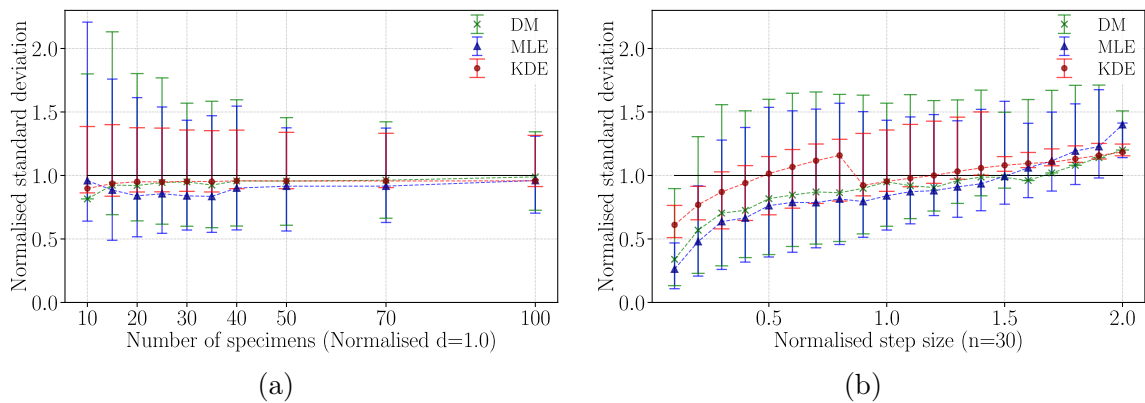 Normalised standard deviation
2.0
1.5
1.0
0.5
0.0
DM
MLE
KDE
10 20 30 40 50 70 100
Number of specimens (Normalised d=1.0)
(a)
Normalised standard deviation
2.0
1.5
1.0
0.5
0.0
DM
MLE
KDE
0.5 1.0 1.5 2.0
Normalised step size (n=30)
(b)